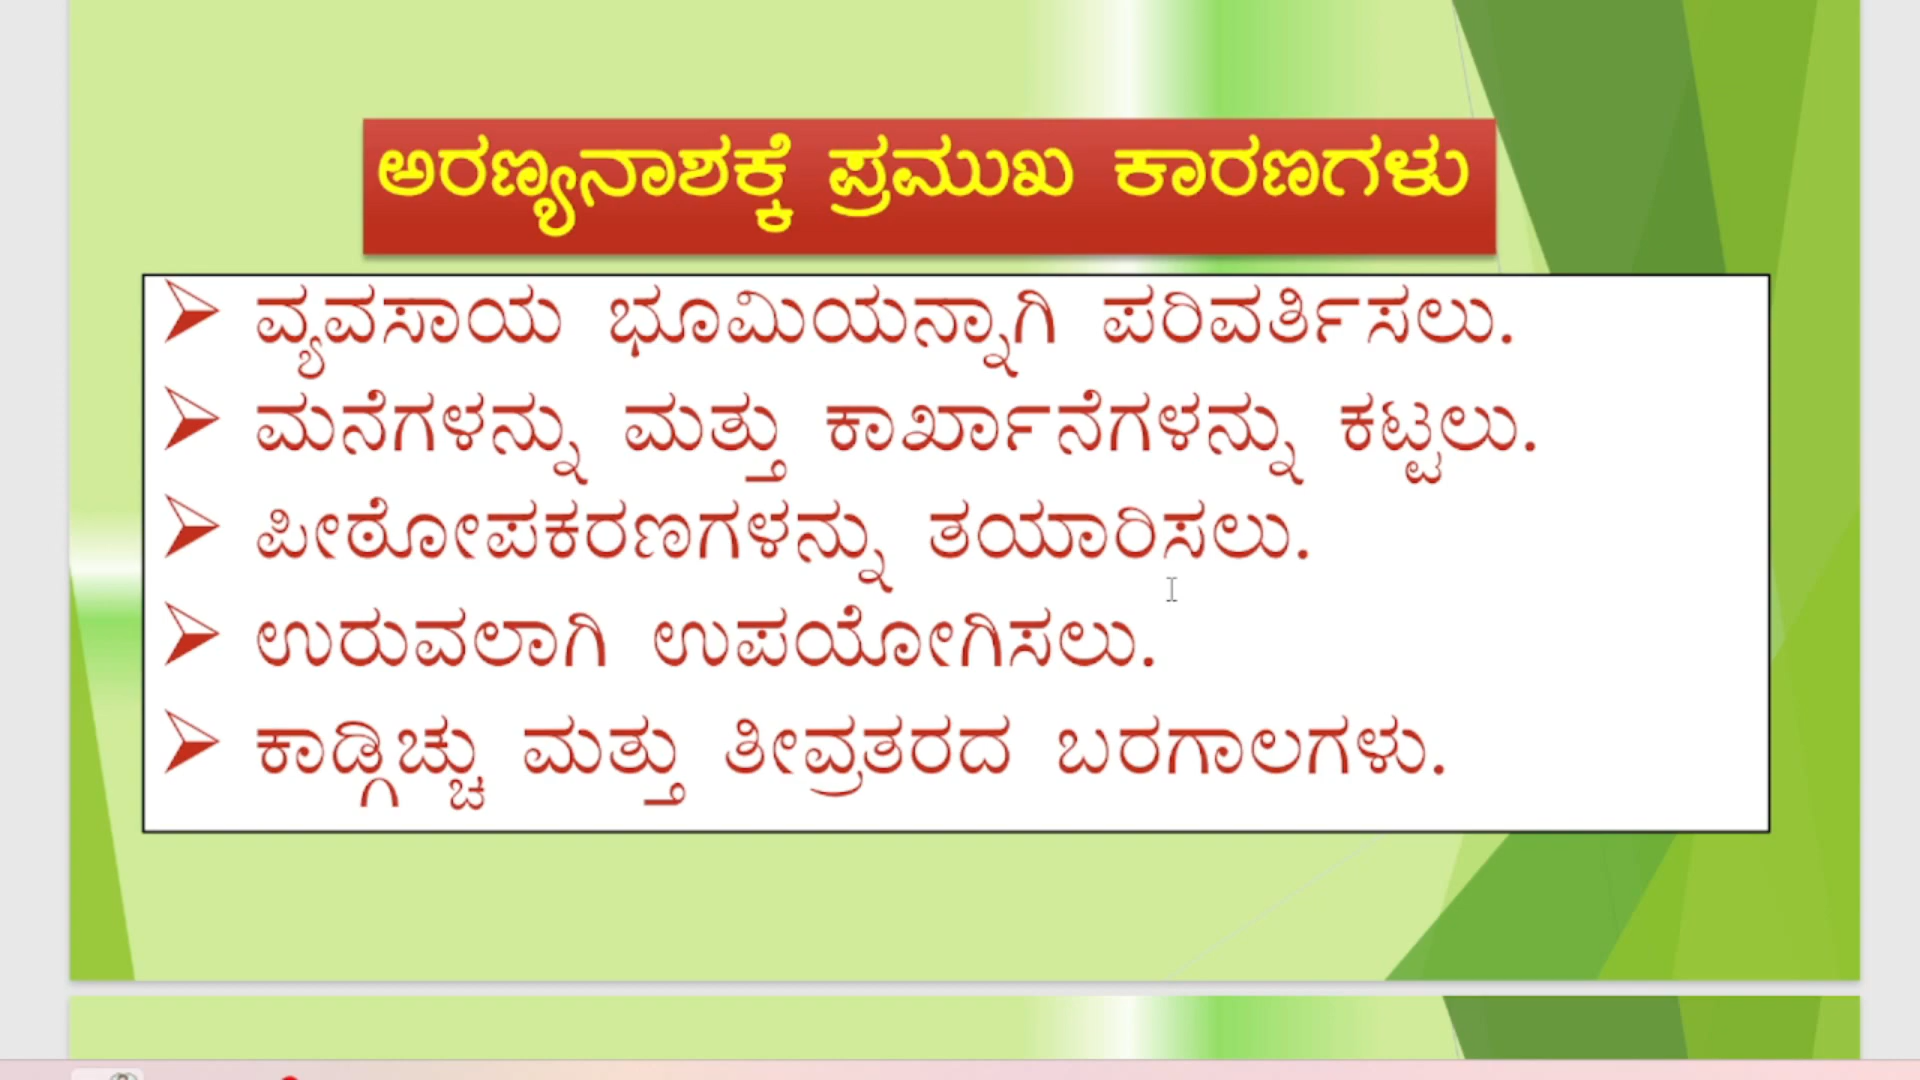 ಅರಣ್ಯನಾಶಕ್ಕೆ ಪ್ರಮುಖ ಕಾರಣಗಳು
ವ್ಯವಸಾಯ ಭೂಮಿಯನ್ನಾಗಿ ಪರಿವರ್ತಿಸಲು.
ಮನೆಗಳನ್ನು ಮತ್ತು ಕಾರ್ಖಾನೆಗಳನ್ನು ಕಟ್ಟಲು.
ಪೀಠೋಪಕರಣಗಳನ್ನು ತಯಾರಿಸಲು.
ಉರುವಲಾಗಿ ಉಪಯೋಗಿಸಲು.
ಕಾಡ್ಗಿಚ್ಚು ಮತ್ತು ತೀವ್ರತರದ ಬರಗಾಲಗಳು.